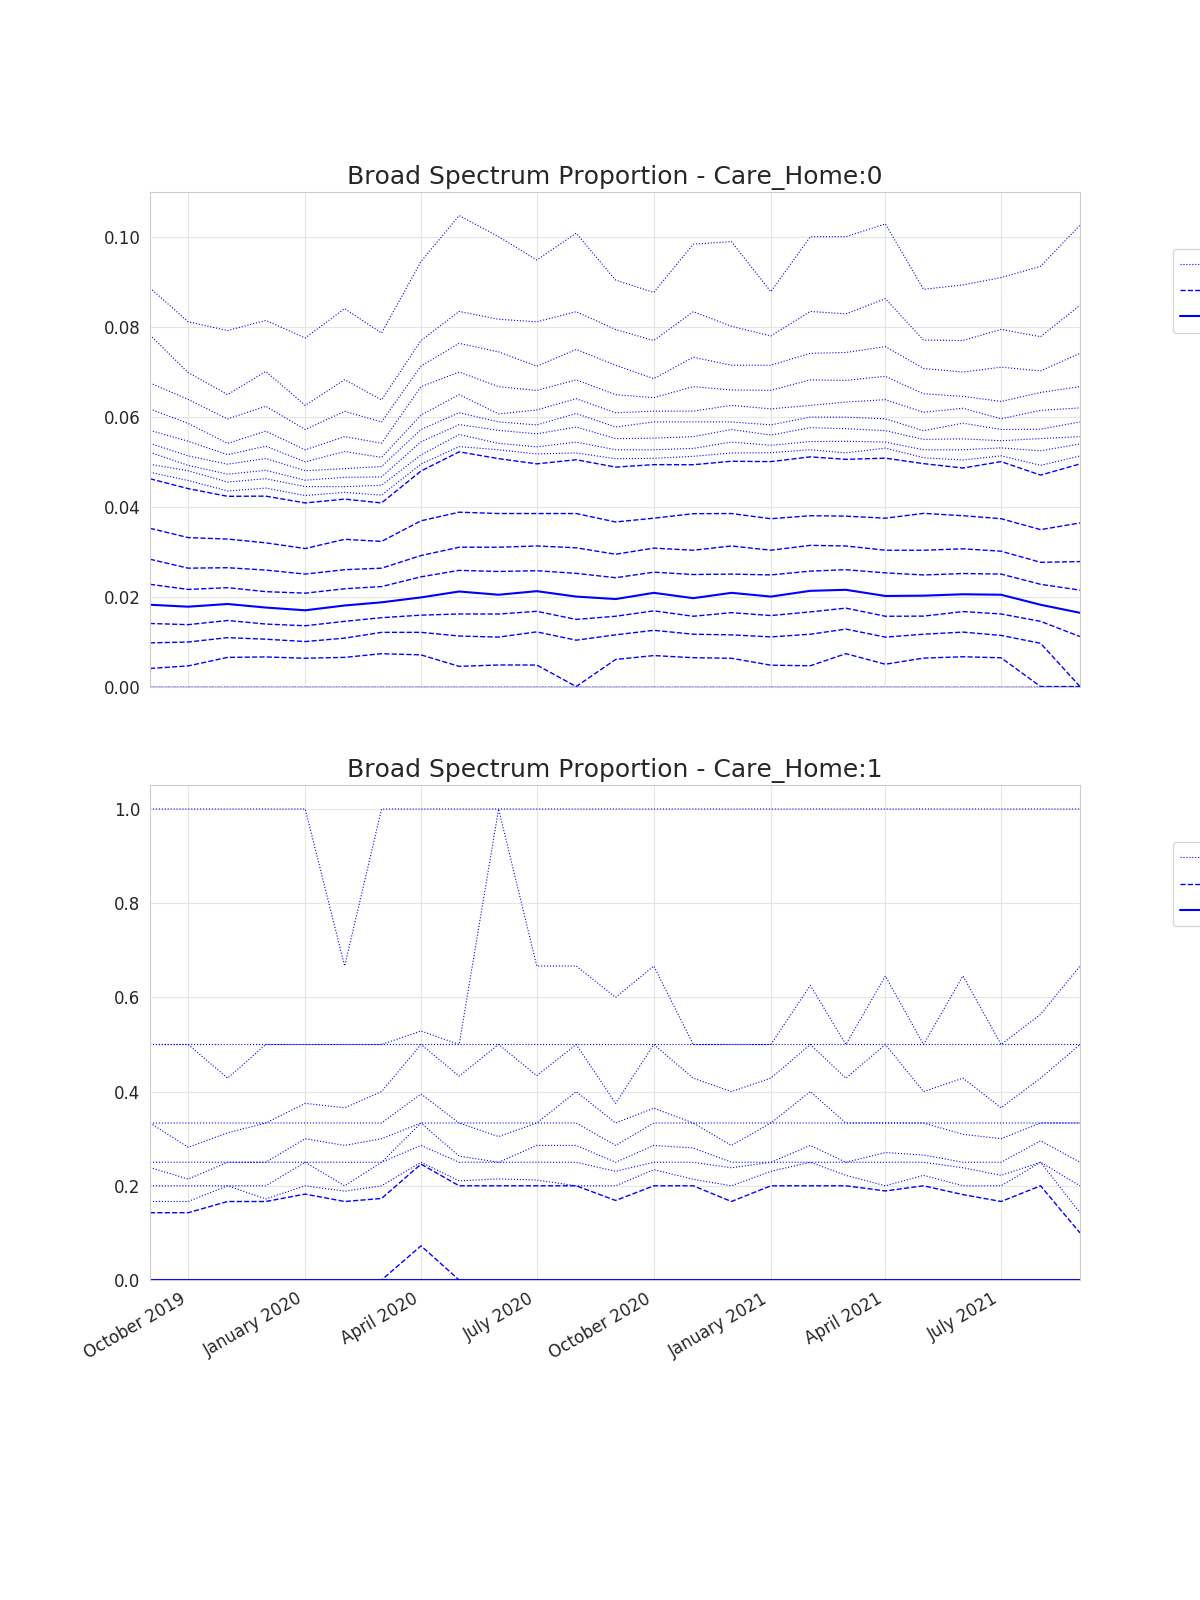 Broad Spectrum Proportion - Care_Home:0
0.10
0.08
0.06
0.04
0.02
0.00
Broad Spectrum Proportion - Care_Home:1
1.0
0.8
0.6
0.4
0.2
0.0
October 2019
January 2020
April 2020
July 2020
October 2020
January 2021
April 2021
July 2021